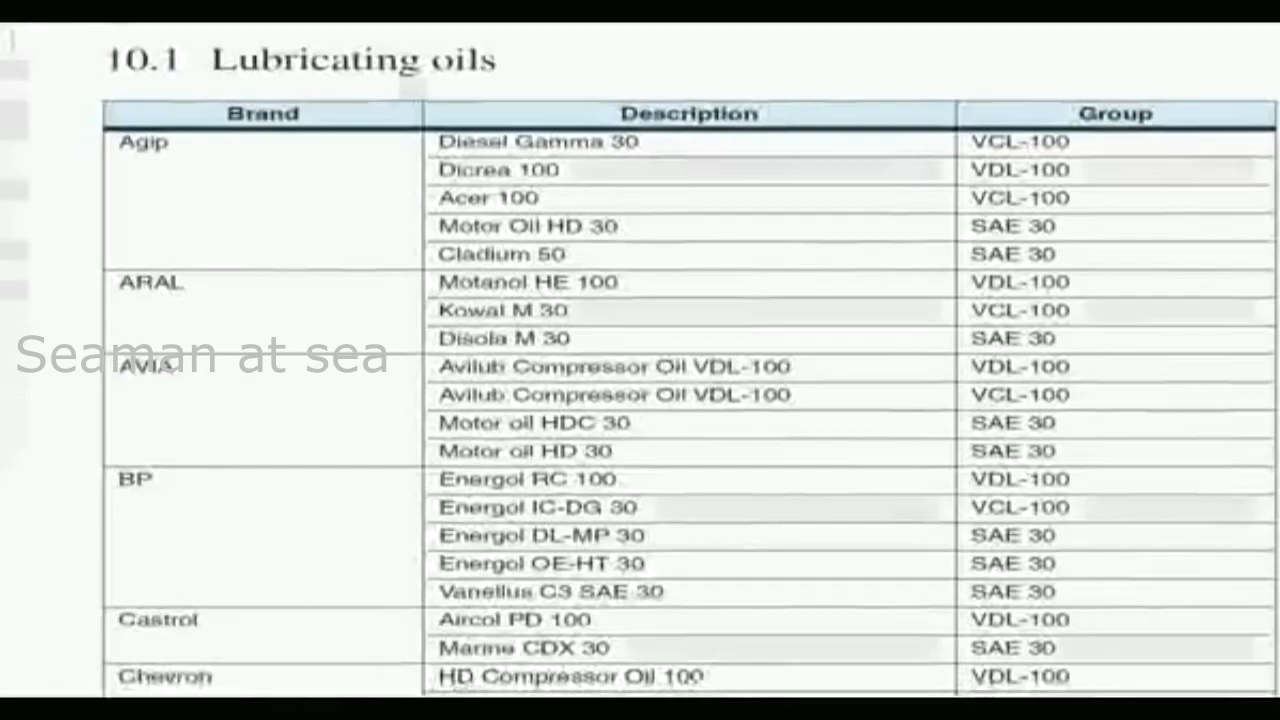 10.1 Lubricating oils
Brand Description Group
Agip Diesel Gamma 30 VCL-100
Dicrea 100 VDL-100
Acer 100 VCL-100
Motor Oil HD 30 SAE 30
Cladium 50 SAE 30
ARAL Motanol HE 100 VDL-100
Kowal M 30 VCL-100
Disola M 30 SAE 30
Seaman at sea
AVIA Avilub Compressor Oil VDL-100 VDL-100
Avilub Compressor Oil VDL-100 VCL-100
Motor oil HDC 30 SAE 30
Motor oil HD 30 SAE 30
BP Energol RC 100 VDL-100
Energol IC-DG 30 VCL-100
Energol DL-MP 30 SAE 30
Energol OE-HT 30 SAE 30
Vanellus C3 SAE 30 SAE 30
Castrol Aircol PD 100 VDL-100
Marine CDX 30 SAE 30
Chevron HD Compressor Oil 100 VDL-100